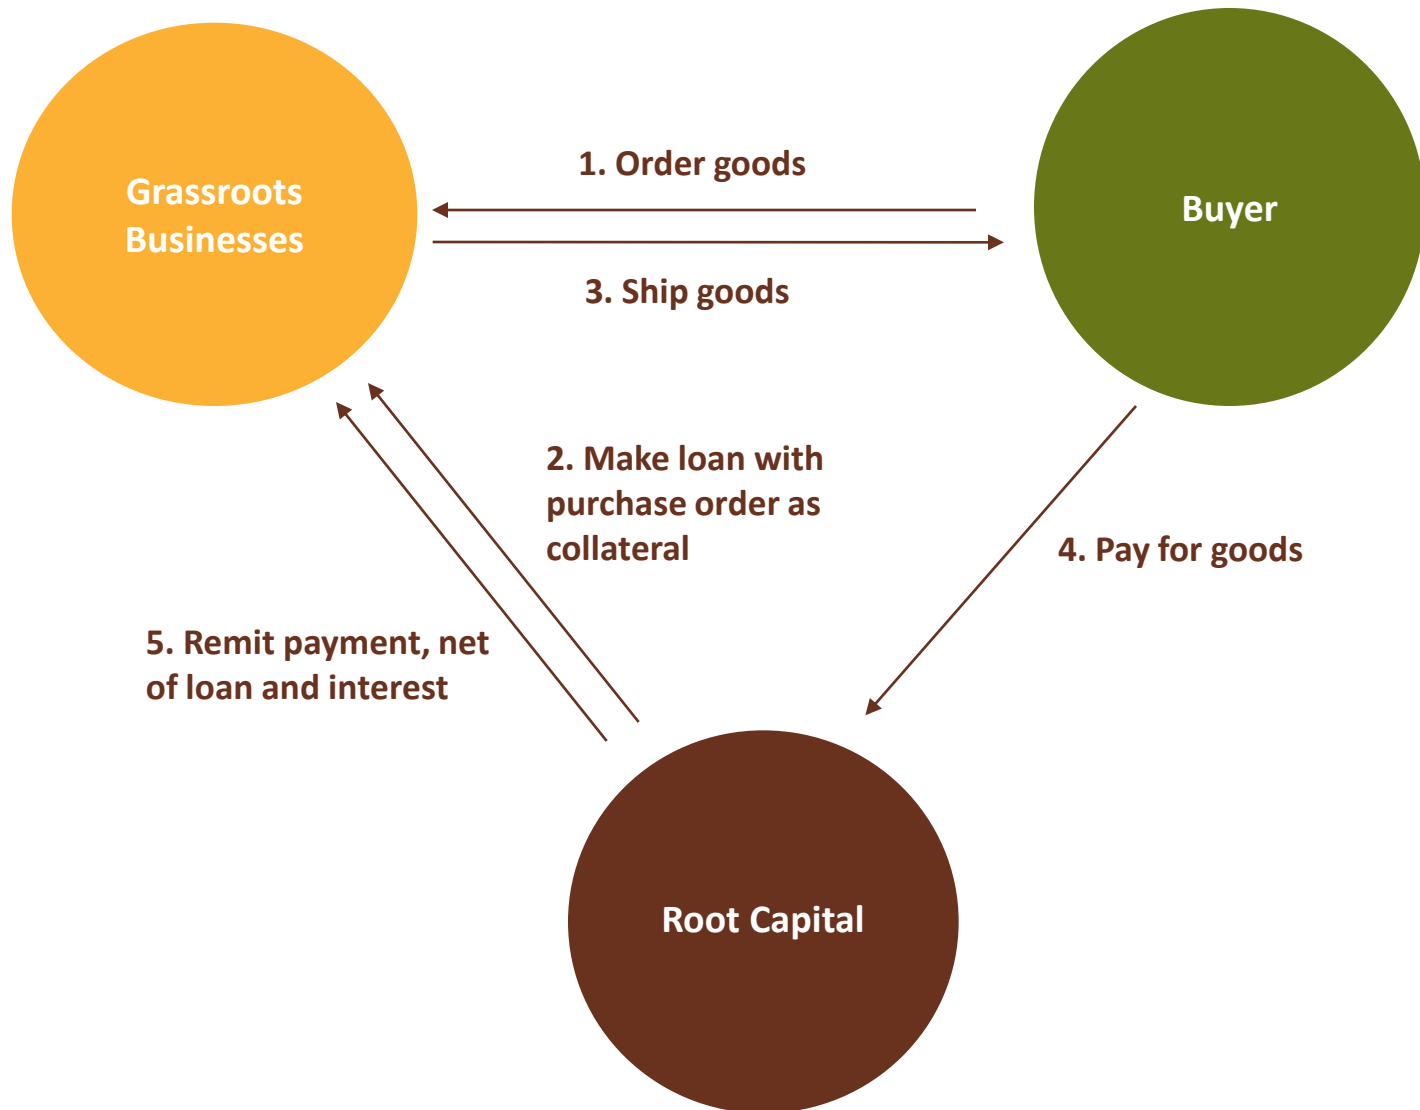 Grassroots
Businesses
1. Order goods
Buyer
3. Ship goods
2. Make loan with
purchase order as
collateral
4. Pay for goods
5. Remit payment, net
of loan and interest
Root Capital